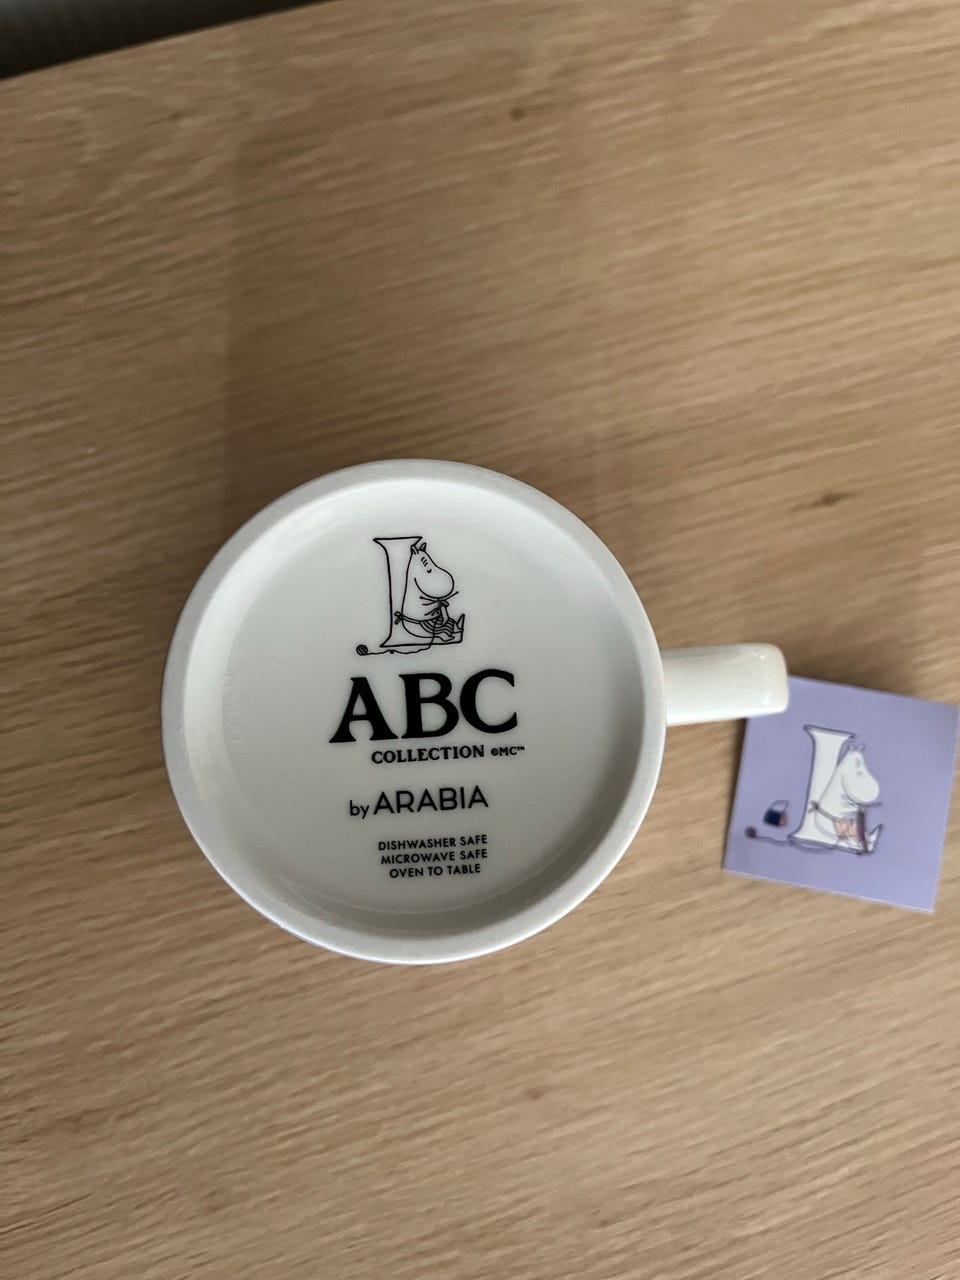 L
ABC
COLLECTION ©MC™
by ARABIA
DISHWASHER SAFE
MICROWAVE SAFE
OVEN TO TABLE
L